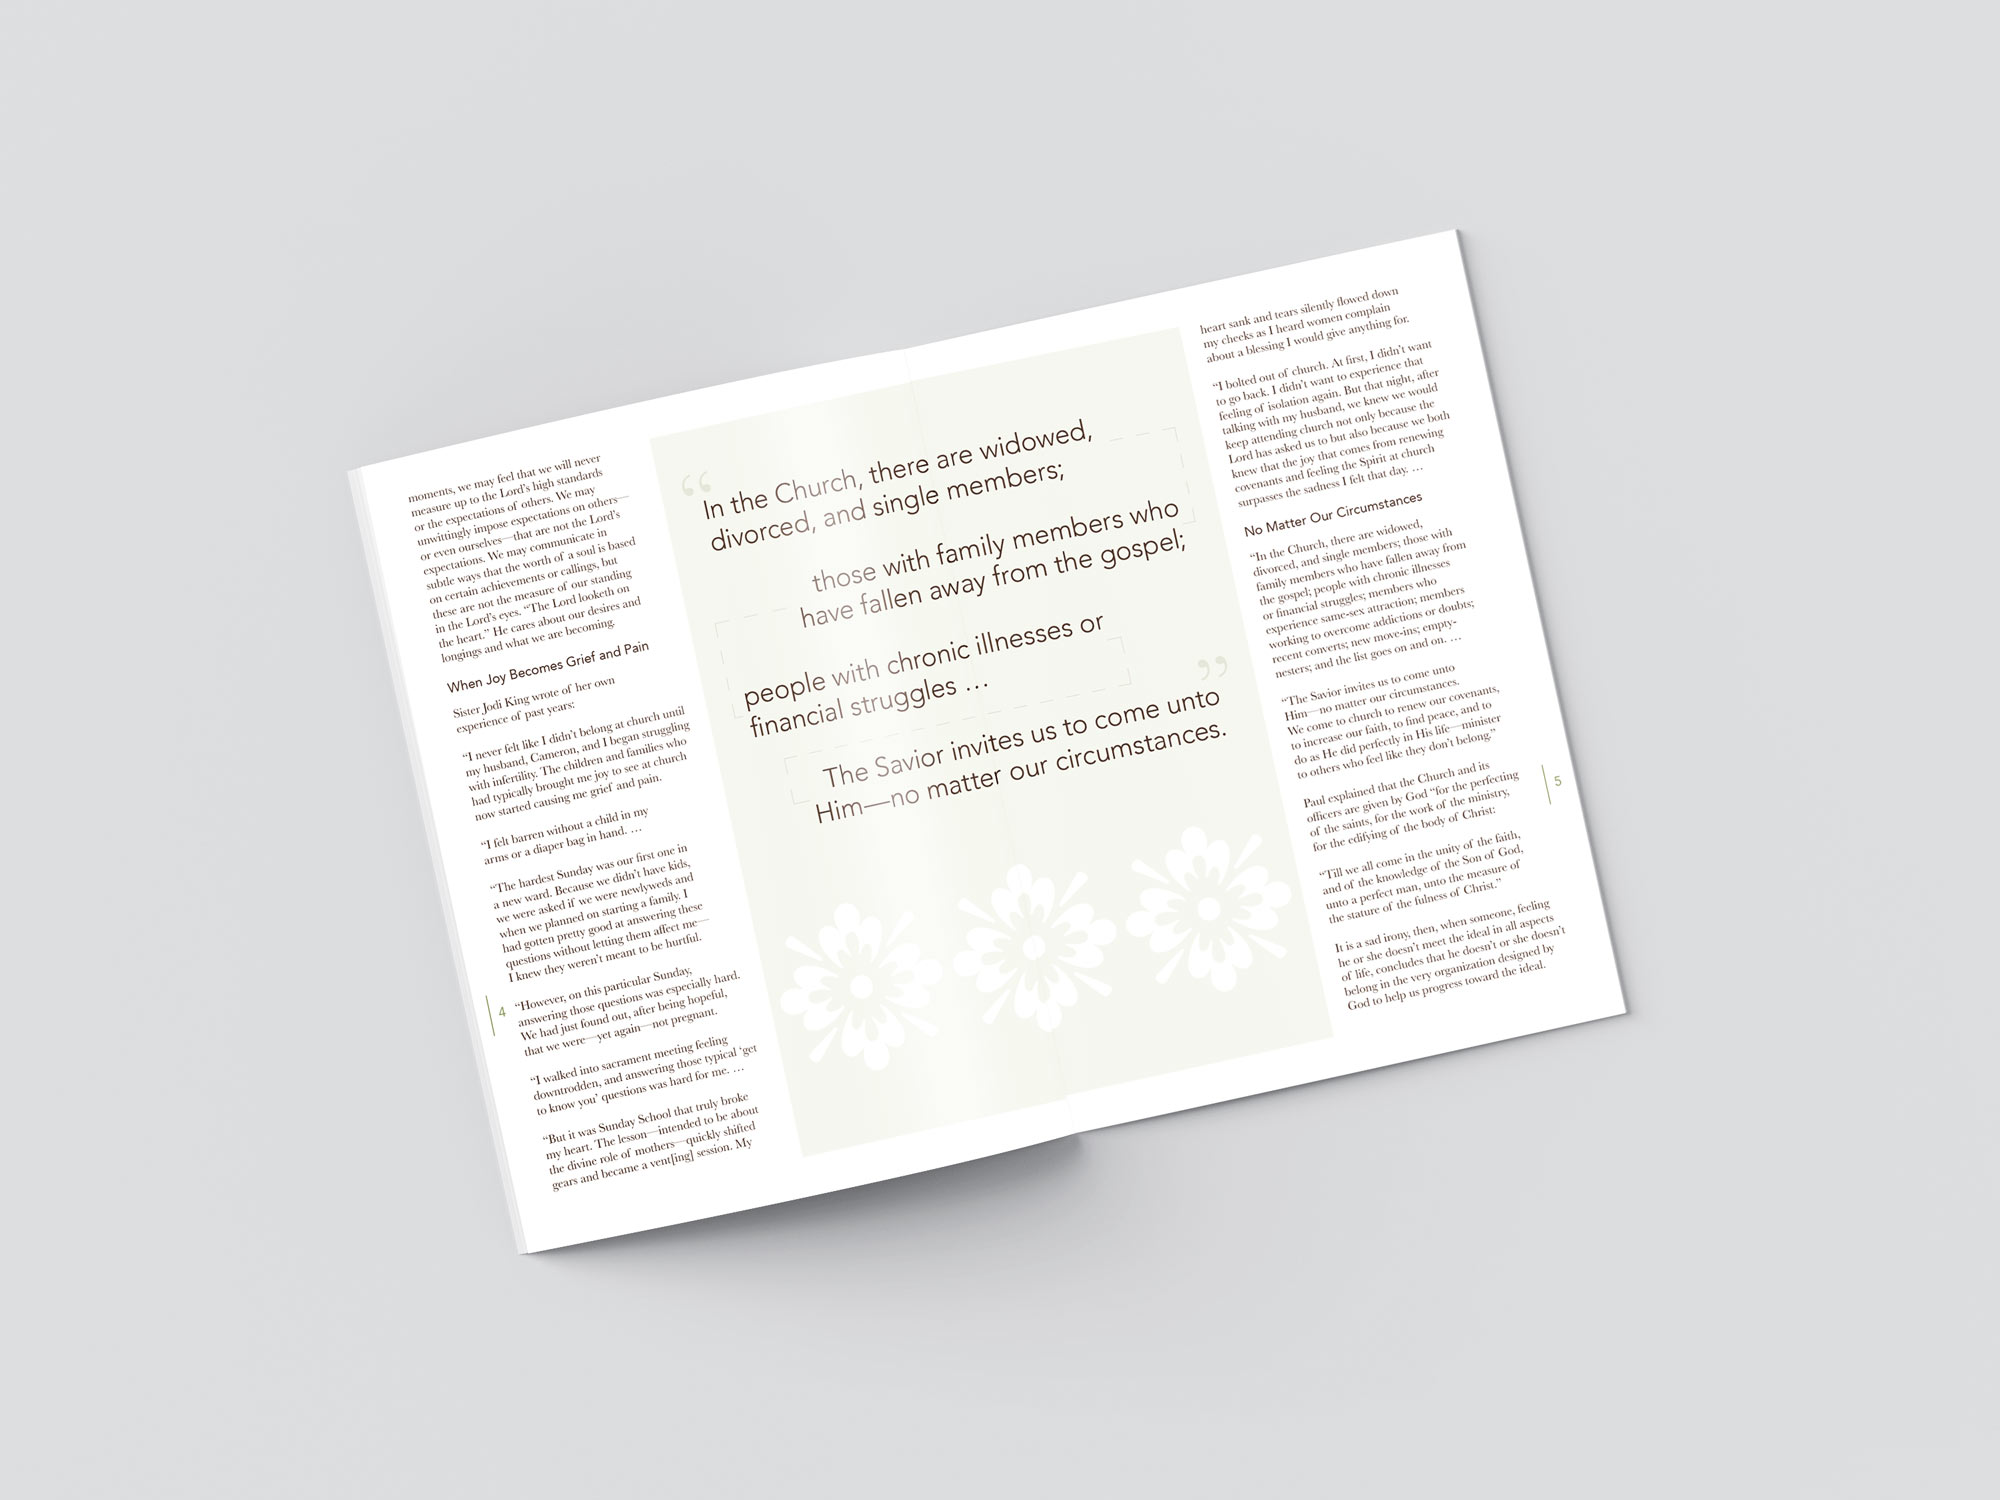 moments, we may feel that we will never
measure up to the Lord's high standards
or the expectations of others. We may
unwittingly impose expectations on others—
or even ourselves—that are not the Lord's
expectations. We may communicate in
subtle ways that the worth of a soul is based
on certain achievements or callings, but
these are not the measure of our standing
in the Lord's eyes. “The Lord looketh on
the heart.” He cares about our desires and
longings and what we are becoming.
When Joy Becomes Grief and Pain
Sister Jodi King wrote of her own
experience of past years:
“I never felt like I didn't belong at church until
my husband, Cameron, and I began struggling
with infertility. The children and families who
had typically brought me joy to see at church
now started causing me grief and pain.
“I felt barren without a child in my
arms or a diaper bag in hand. …
“The hardest Sunday was our first one in
a new ward. Because we didn't have kids,
we were asked if we were newlyweds and
when we planned on starting a family. I
had gotten pretty good at answering these
questions without letting them affect me—
I knew they weren't meant to be hurtful.
“However, on this particular Sunday,
answering those questions was especially hard.
We had just found out, after being hopeful,
that we were—yet again—not pregnant.
“I walked into sacrament meeting feeling
downtrodden, and answering those typical ‘get
to know you’ questions was hard for me. …
“But it was Sunday School that truly broke
my heart. The lesson—intended to be about
the divine role of mothers—quickly shifted
gears and became a vent[ing] session. My
4
“In the Church, there are widowed,
divorced, and single members;
those with family members who
have fallen away from the gospel;
people with chronic illnesses or
financial struggles …
The Savior invites us to come unto
Him—no matter our circumstances.”
heart sank and tears silently flowed down
my cheeks as I heard women complain
about a blessing I would give anything for.
“I bolted out of church. At first, I didn't want
to go back. I didn't want to experience that
feeling of isolation again. But that night, after
talking with my husband, we knew we would
keep attending church not only because the
Lord has asked us to but also because we both
knew that the joy that comes from renewing
covenants and feeling the Spirit at church
surpasses the sadness I felt that day. …
No Matter Our Circumstances
“In the Church, there are widowed,
divorced, and single members; those with
family members who have fallen away from
the gospel; people with chronic illnesses
or financial struggles; members who
experience same-sex attraction; members
working to overcome addictions or doubts;
recent converts; new move-ins; empty-
nesters; and the list goes on and on. …
“The Savior invites us to come unto
Him—no matter our circumstances.
We come to church to renew our covenants,
to increase our faith, to find peace, and to
do as He did perfectly in His life—minister
to others who feel like they don't belong.”
Paul explained that the Church and its
officers are given by God “for the perfecting
of the saints, for the work of the ministry,
for the edifying of the body of Christ:
“Till we all come in the unity of the faith,
and of the knowledge of the Son of God,
unto a perfect man, unto the measure of
the stature of the fulness of Christ.”
It is a sad irony, then, when someone, feeling
he or she doesn't meet the ideal in all aspects
of life, concludes that he doesn't or she doesn't
belong in the very organization designed by
God to help us progress toward the ideal.
5